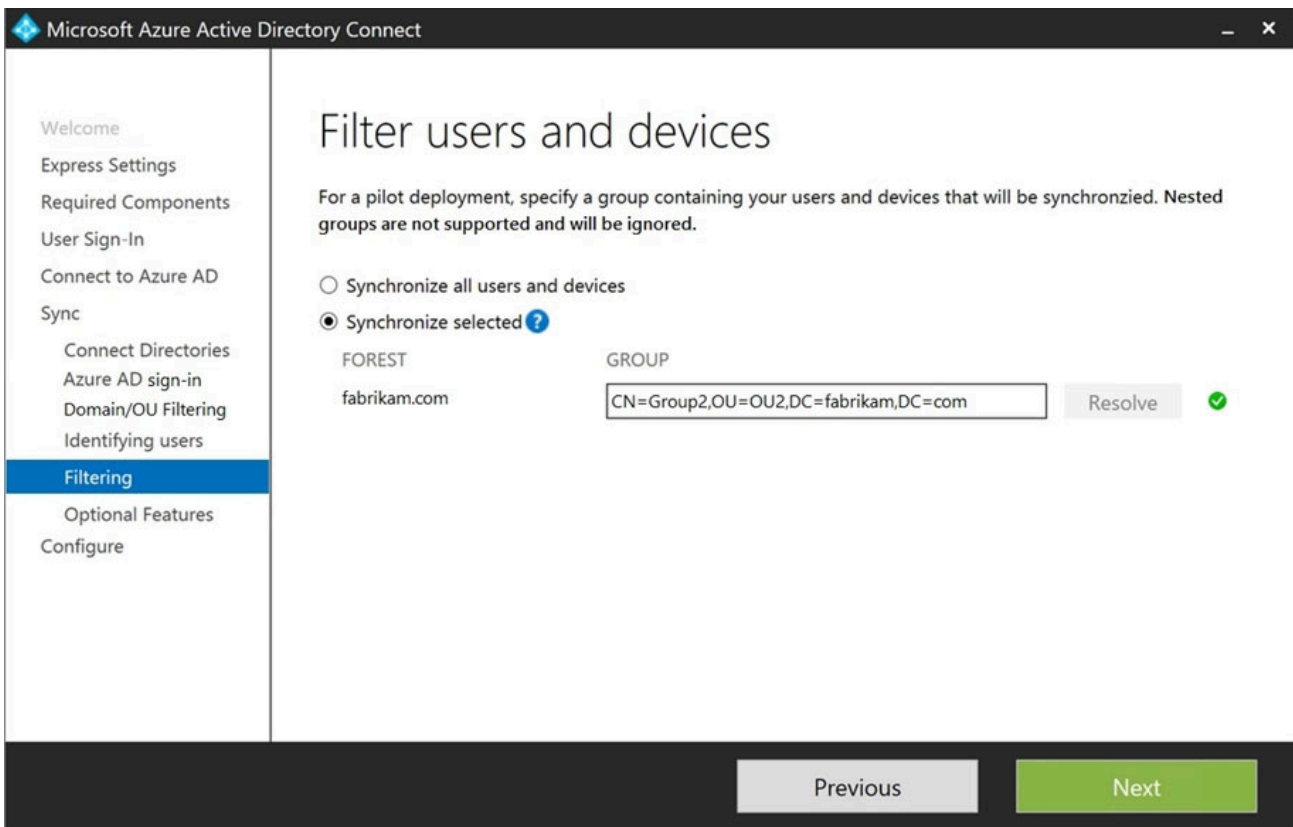 Microsoft Azure Active Directory Connect
Welcome
Express Settings
Required Components
User Sign-In
Connect to Azure AD
Sync
Connect Directories
Azure AD sign-in
Domain/OU Filtering
Identifying users
Filtering
Optional Features
Configure
Filter users and devices
For a pilot deployment, specify a group containing your users and devices that will be synchronzied. Nested
groups are not supported and will be ignored.
Synchronize all users and devices
Synchronize selected ?
FOREST GROUP
fabrikam.com CN=Group2,OU=OU2,DC=fabrikam,DC=com Resolve
Previous Next